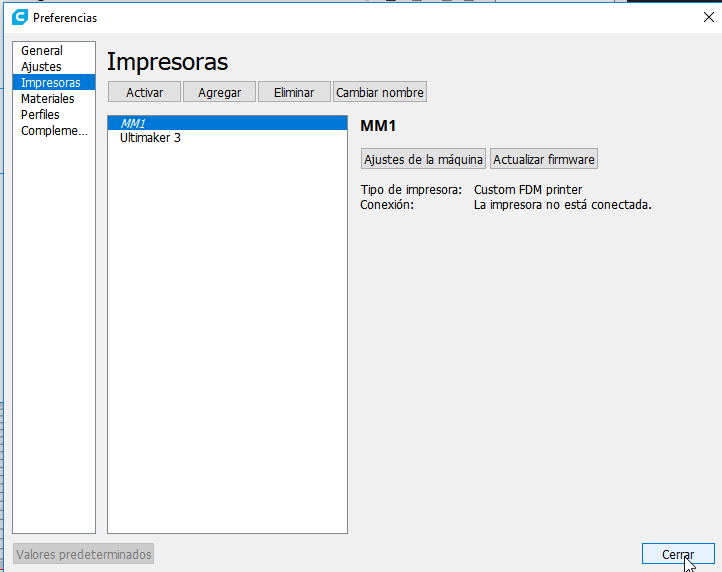 Preferencias
General
Ajustes
Impresoras
Materiales
Perfiles
Compleme...
Impresoras
Activar Agregar Eliminar Cambiar nombre
MM1
Ultimaker 3
MM1
Ajustes de la máquina Actualizar firmware
Tipo de impresora: Custom FDM printer
Conexión: La impresora no está conectada.
Valores predeterminados Cerrar